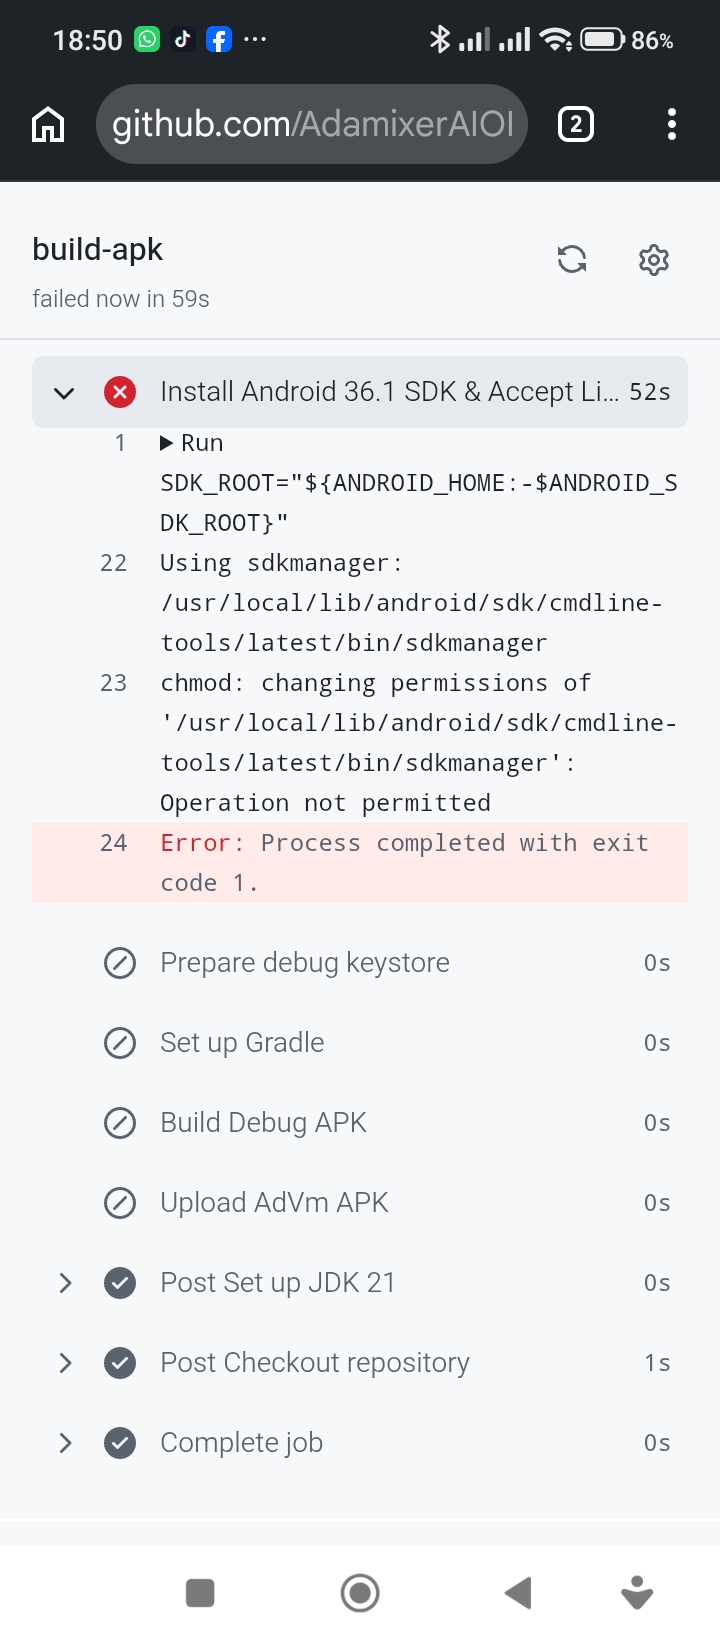 18:50 ... 86%
github.com/AdamixerAIOI
2
build-apk
failed now in 59s
Install Android 36.1 SDK & Accept Li... 52s
1 Run
SDK_ROOT="${ANDROID_HOME:-$ANDROID_S
DK_ROOT}"
22 Using sdkmanager:
/usr/local/lib/android/sdk/cmdline-
tools/latest/bin/sdkmanager
23 chmod: changing permissions of
'/usr/local/lib/android/sdk/cmdline-
tools/latest/bin/sdkmanager':
Operation not permitted
24 Error: Process completed with exit
code 1.
Prepare debug keystore 0s
Set up Gradle 0s
Build Debug APK 0s
Upload AdVm APK 0s
Post Set up JDK 21 0s
Post Checkout repository 1s
Complete job 0s